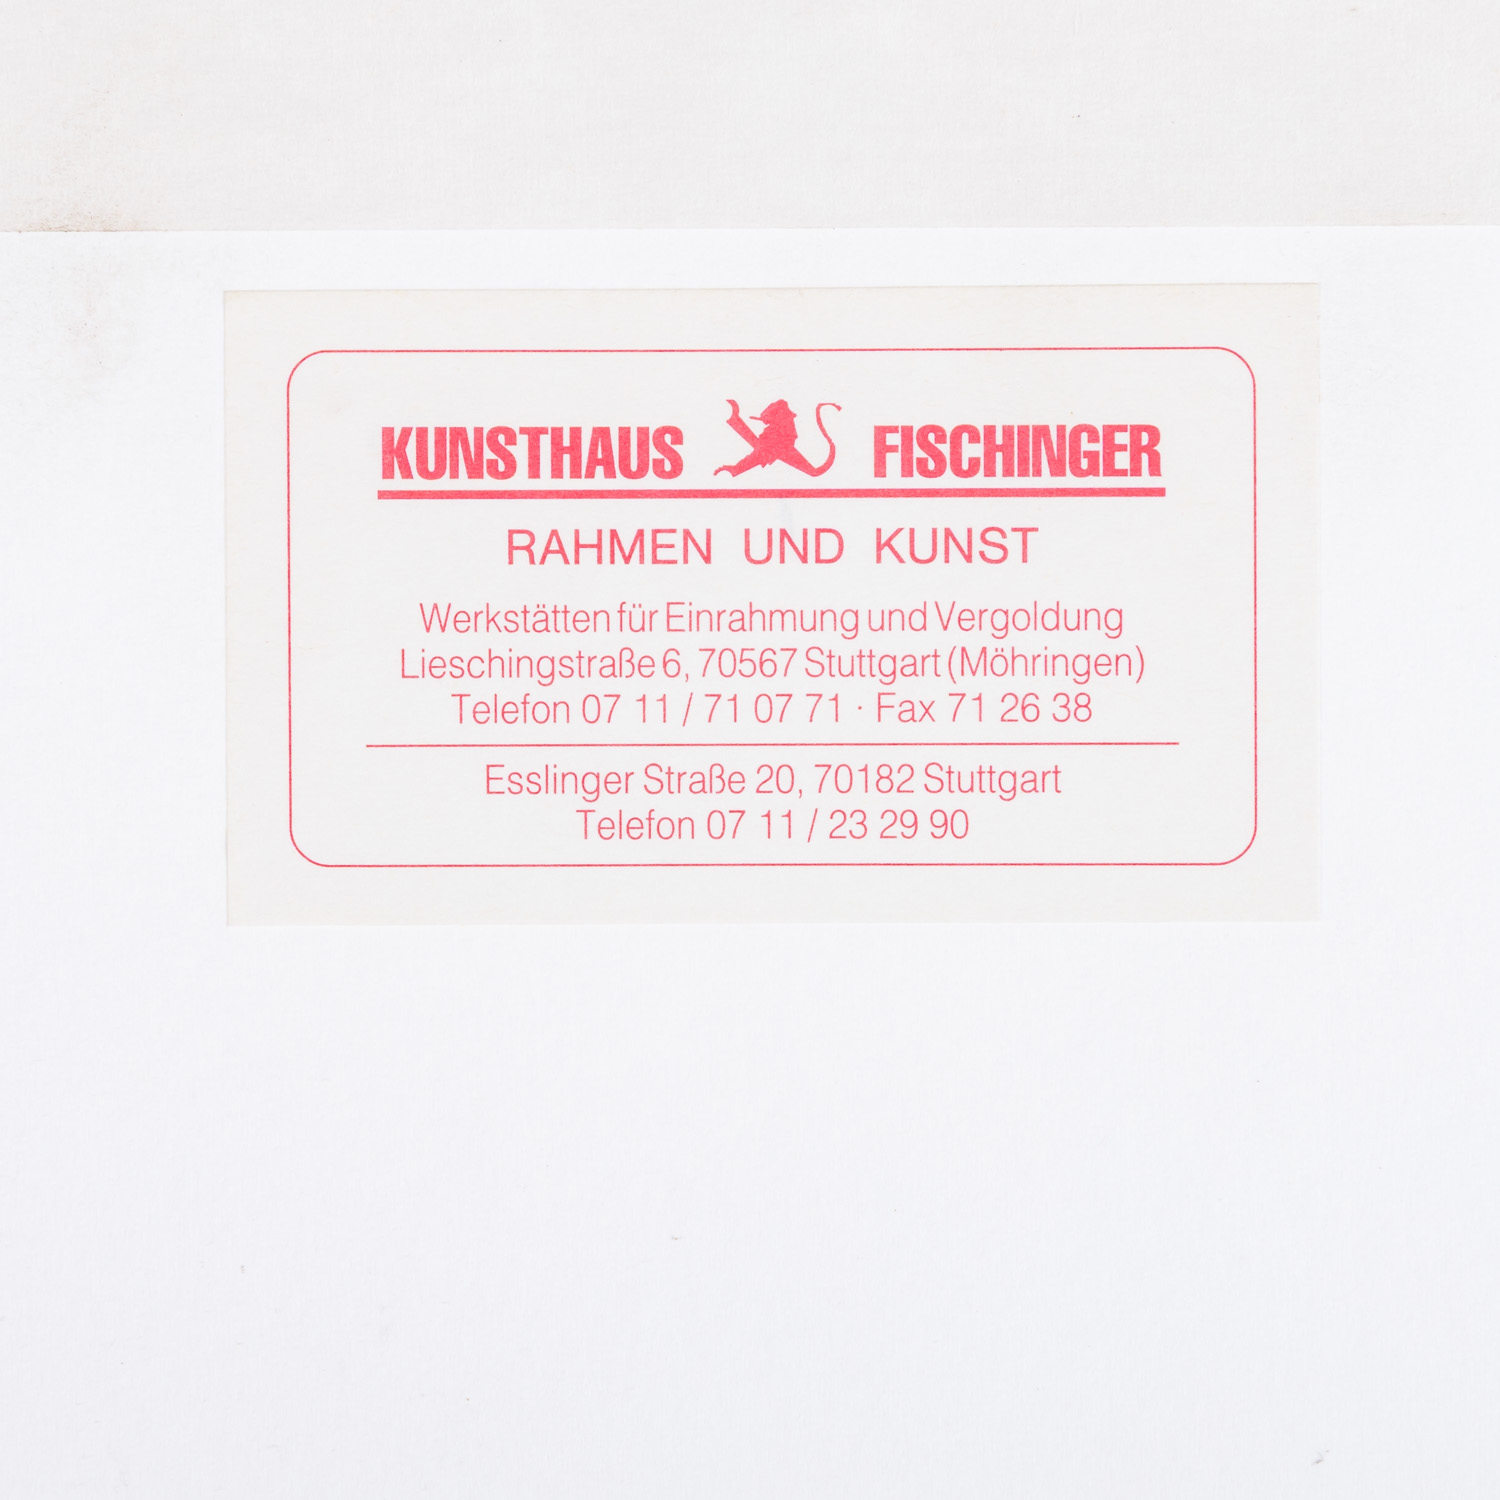 KUNSTHAUS FISCHINGER
RAHMEN UND KUNST
Werkstätten für Einrahmung und Vergoldung
Lieschingstraße 6, 70567 Stuttgart (Möhringen)
Telefon 07 11 / 71 07 71 · Fax 71 26 38
Esslinger Straße 20, 70182 Stuttgart
Telefon 07 11 / 23 29 90